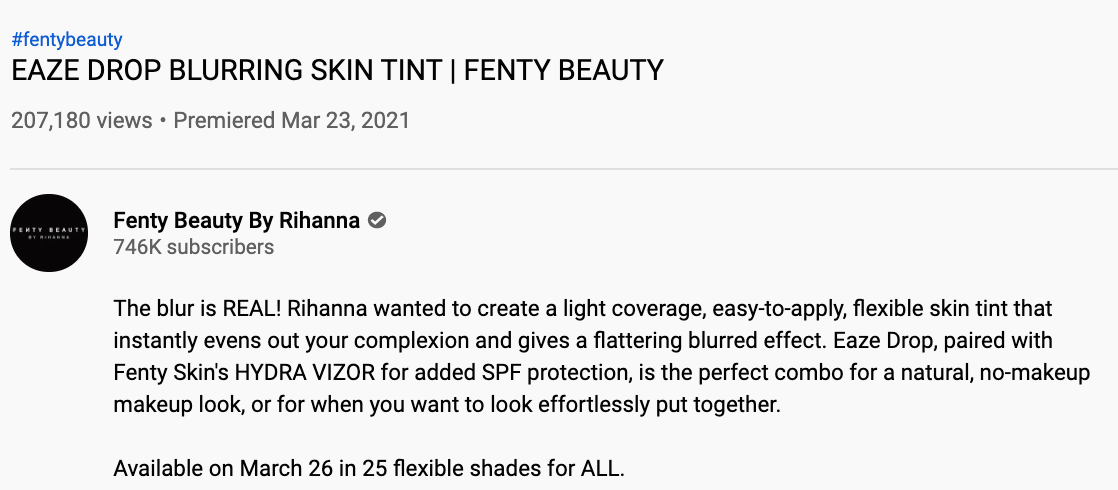 #fentybeauty
EAZE DROP BLURRING SKIN TINT | FENTY BEAUTY
207,180 views • Premiered Mar 23, 2021
FENTY BEAUTY
BY RIHANNA
Fenty Beauty By Rihanna
746K subscribers
The blur is REAL! Rihanna wanted to create a light coverage, easy-to-apply, flexible skin tint that
instantly evens out your complexion and gives a flattering blurred effect. Eaze Drop, paired with
Fenty Skin's HYDRA VIZOR for added SPF protection, is the perfect combo for a natural, no-makeup
makeup look, or for when you want to look effortlessly put together.
Available on March 26 in 25 flexible shades for ALL.